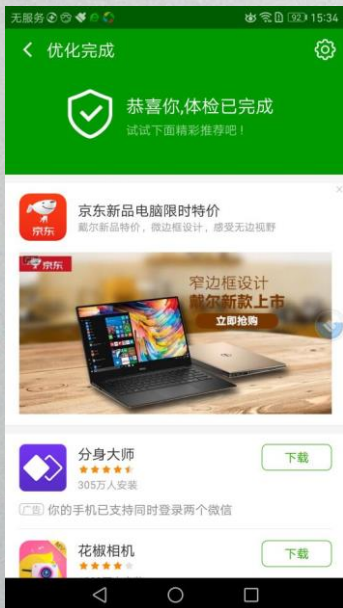 无服务
92 15:34
优化完成
恭喜你,体检已完成
试试下面精彩推荐吧！
京东
京东新品电脑限时特价
戴尔新品特价，微边框设计，感受无边视野
京东
窄边框设计
戴尔新款上市
立即抢购
分身大师
下载
305万人安装
广告 你的手机已支持同时登录两个微信
花椒相机
下载